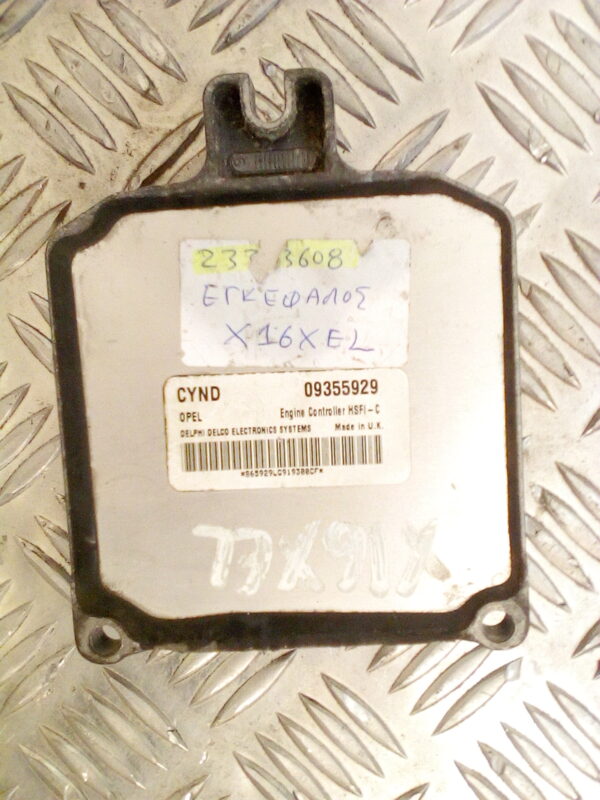 ΕΓΚΕΦΑΛΟΣ
X16XEL
CYND 09355929
OPEL Engine Controller HSFI-C
DELPHI DELCO ELECTRONICS SYSTEMS Made in U.K.
X16XEL